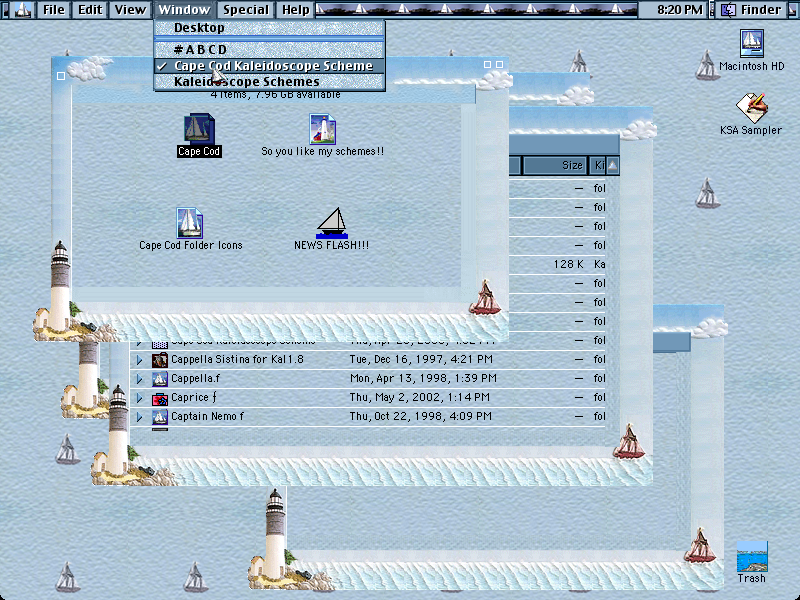 File Edit View Window Special Help 8:20 PM Finder
Desktop
#ABCD
✓ Cape Cod Kaleidoscope Scheme
Kaleidoscope Schemes
4 items, 7.96 GB available
Macintosh HD
KSA Sampler
Cape Cod
So you like my schemes!!
Cape Cod Folder Icons
NEWS FLASH!!!
Size Ki
— fol
— fol
— fol
— fol
128 K Ka
— fol
— fol
— fol
— fol
Cappella Sistina for Kal1.8 Tue, Dec 16, 1997, 4:21 PM — fol
Cappella.f Mon, Apr 13, 1998, 1:39 PM — fol
Caprice ƒ Thu, May 2, 2002, 1:14 PM — fol
Captain Nemo f Thu, Oct 22, 1998, 4:09 PM — fol
Trash